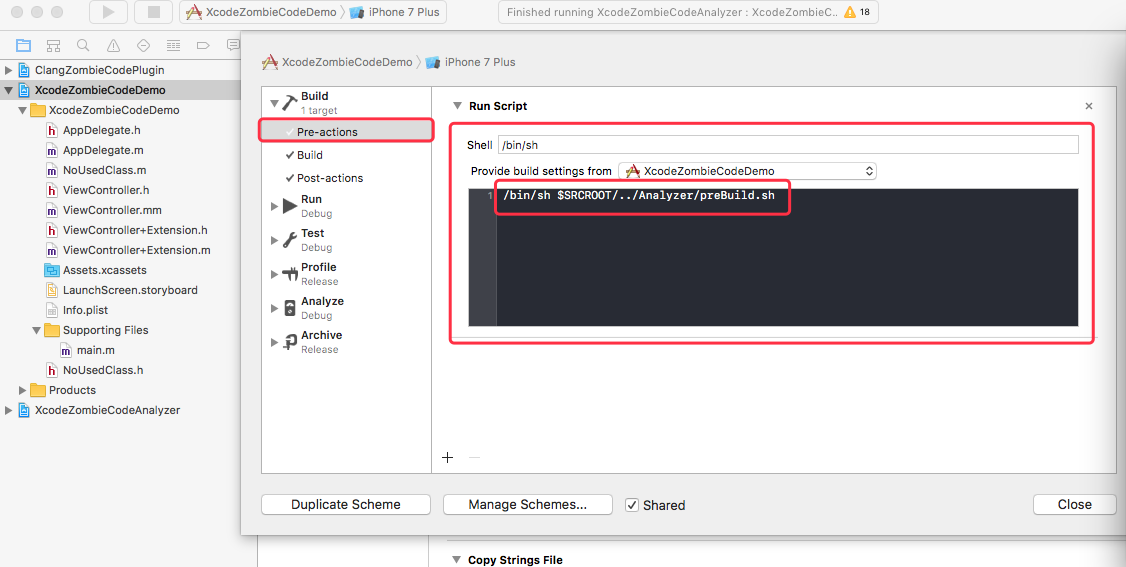 XcodeZombieCodeDemo iPhone 7 Plus
Finished running XcodeZombieCodeAnalyzer : XcodeZombieC... 18
ClangZombieCodePlugin
XcodeZombieCodeDemo
XcodeZombieCodeDemo
h AppDelegate.h
m AppDelegate.m
m NoUsedClass.m
h ViewController.h
m ViewController.mm
h ViewController+Extension.h
m ViewController+Extension.m
Assets.xcassets
LaunchScreen.storyboard
Info.plist
Supporting Files
m main.m
h NoUsedClass.h
Products
XcodeZombieCodeAnalyzer
XcodeZombieCodeDemo iPhone 7 Plus
Build
1 target
Pre-actions
Build
Post-actions
Run
Debug
Test
Debug
Profile
Release
Analyze
Debug
Archive
Release
Run Script
Shell /bin/sh
Provide build settings from XcodeZombieCodeDemo
1 /bin/sh $SRCROOT/../Analyzer/preBuild.sh
Duplicate Scheme
Manage Schemes...
Shared
Close
Copy Strings File